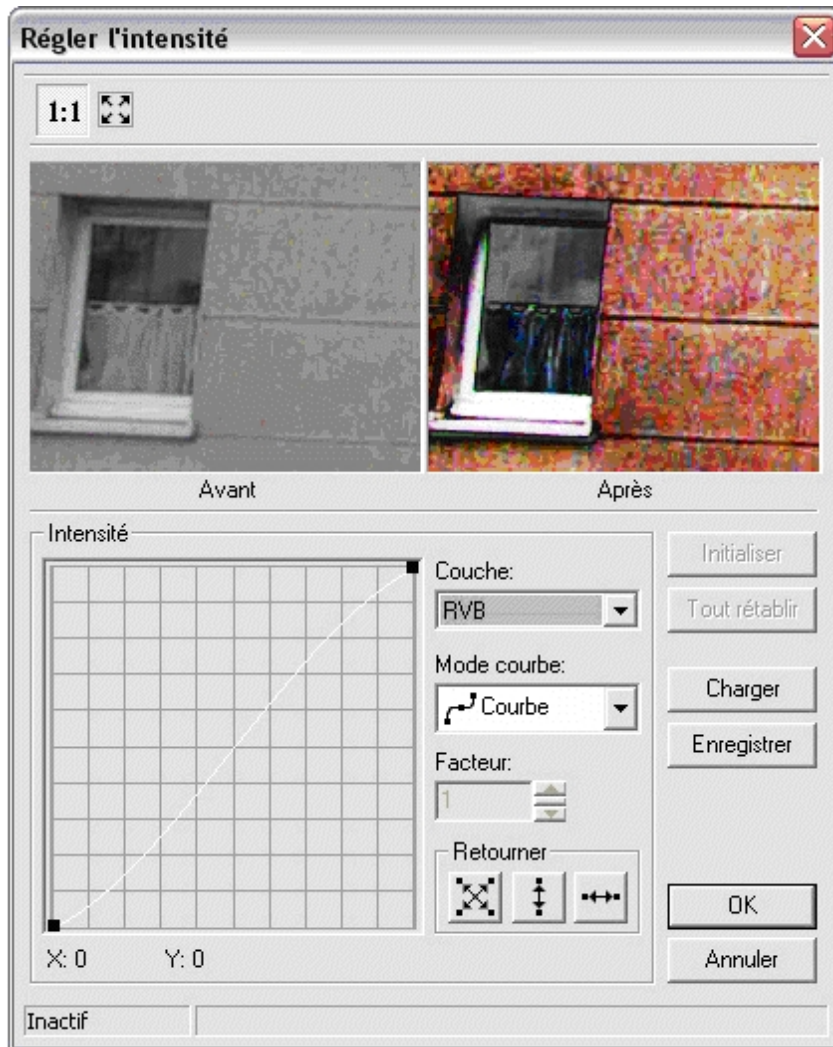 Régler l'intensité
1:1
Avant
Après
Intensité
Couche:
RVB
Mode courbe:
Courbe
Facteur:
1
Retourner
X: 0 Y: 0
Initialiser
Tout rétablir
Charger
Enregistrer
OK
Annuler
Inactif